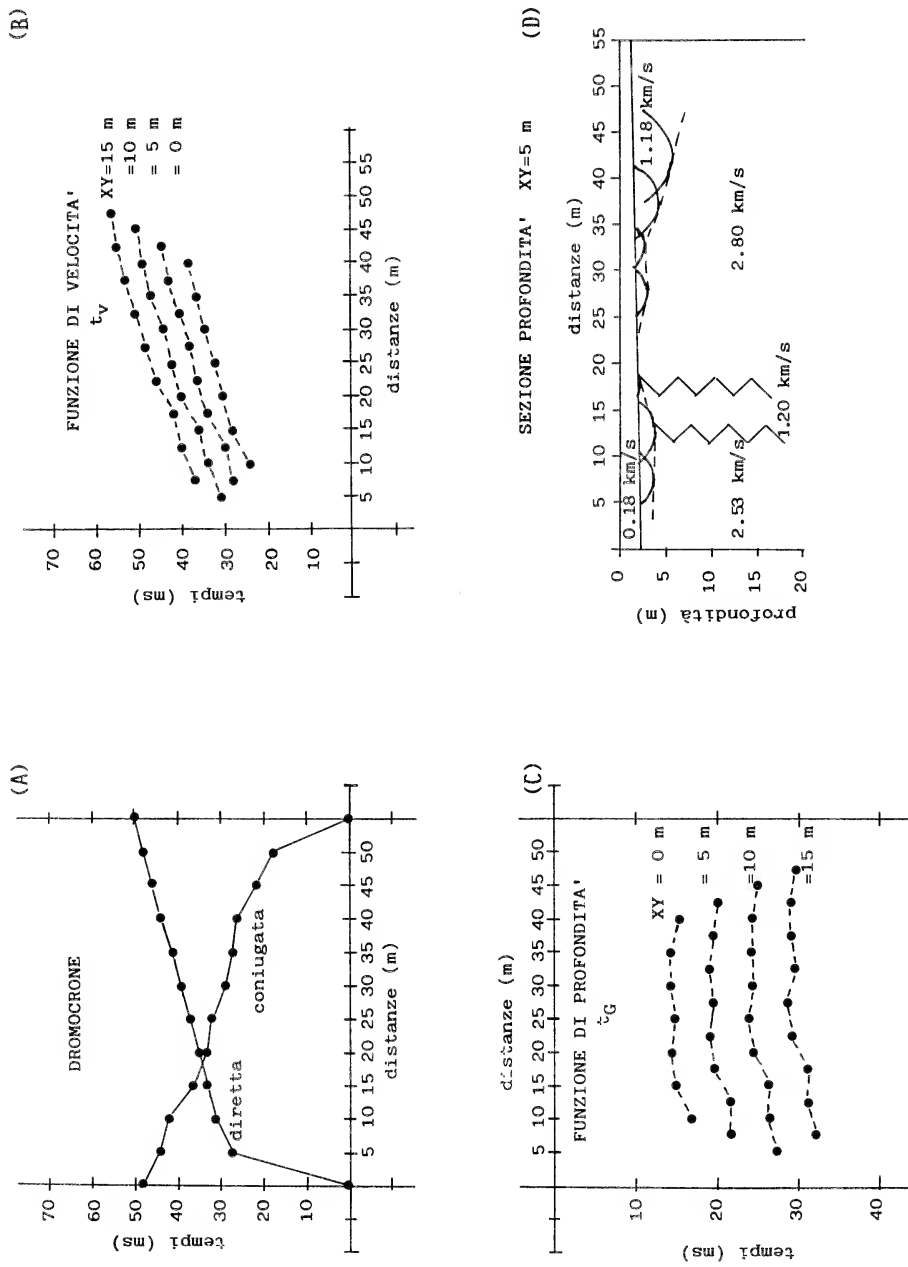 (A)
DROMOCRONE
70
60
50
40
30
20
10
tempi (ms)
diretta
coniugata
5 10 15 20 25 30 35 40 45 50
distanze (m)
(B)
FUNZIONE DI VELOCITA'
tv
XY=15 m
=10 m
= 5 m
= 0 m
70
60
50
40
30
20
10
tempi (ms)
5 10 15 20 25 30 35 40 45 50 55
distanze (m)
(C)
distanze (m)
5 10 15 20 25 30 35 40 45 50
FUNZIONE DI PROFONDITA'
tG
XY = 0 m
= 5 m
=10 m
=15 m
10
20
30
40
tempi (ms)
SEZIONE PROFONDITA' XY=5 m
(D)
distanze (m)
5 10 15 20 25 30 35 40 45 50 55
0
5
10
15
20
profondità (m)
0.18 km/s
1.18 km/s
2.53 km/s
1.20 km/s
2.80 km/s